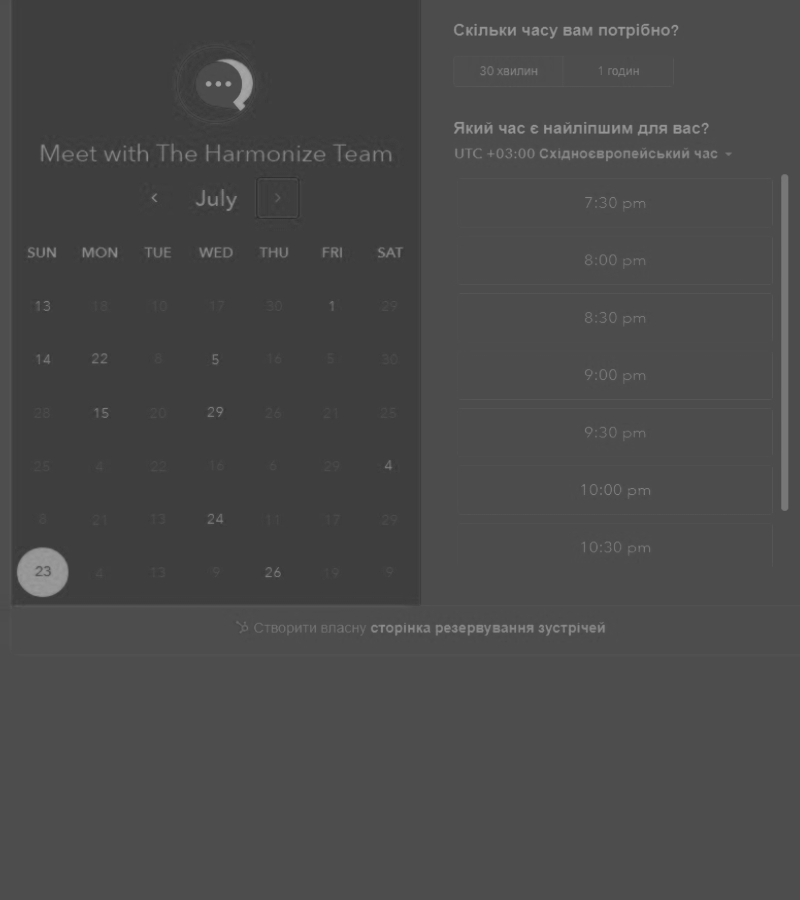 Meet with The Harmonize Team
July
SUN MON TUE WED THU FRI SAT
13 18 10 17 30 1 29
14 22 8 5 16 5 30
28 15 20 29 26 21 25
25 4 22 16 6 29 4
8 21 13 24 11 17 29
23 4 13 9 26 19 9
Скільки часу вам потрібно?
30 хвилин 1 годин
Який час є найліпшим для вас?
UTC +03:00 Східноєвропейський час
7:30 pm
8:00 pm
8:30 pm
9:00 pm
9:30 pm
10:00 pm
10:30 pm
Створити власну сторінка резервування зустрічей